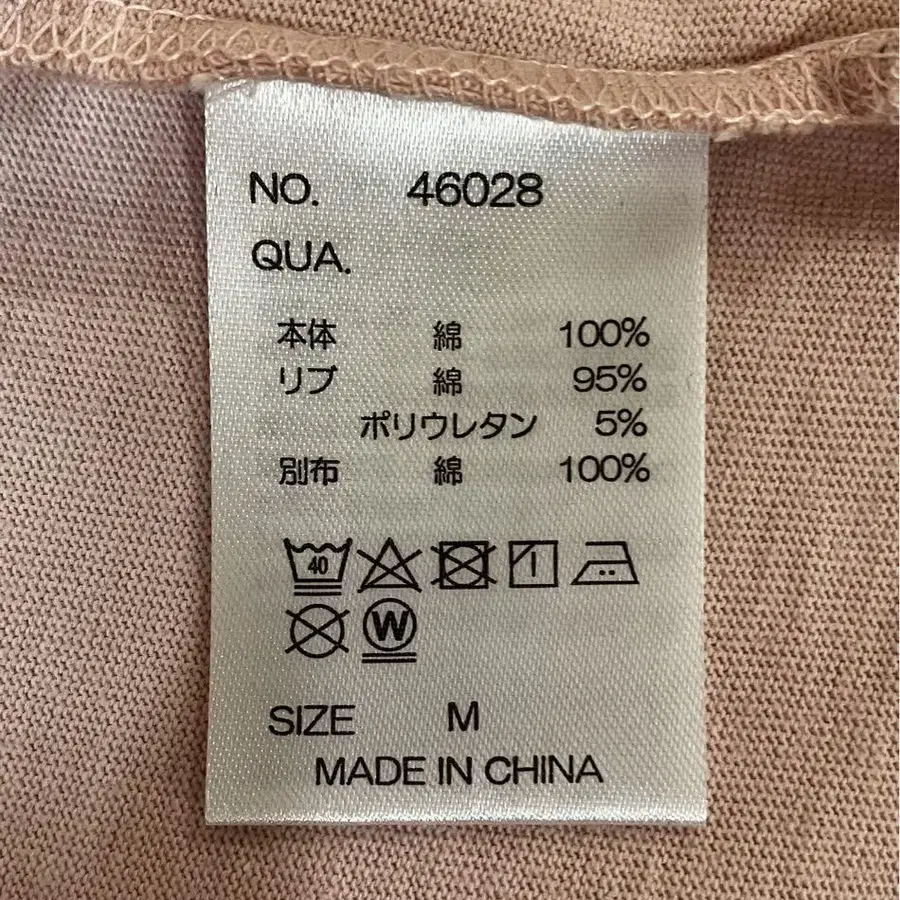 NO. 46028
QUA.
本体 綿 100%
リブ 綿 95%
ポリウレタン 5%
別布 綿 100%
40
W
SIZE M
MADE IN CHINA